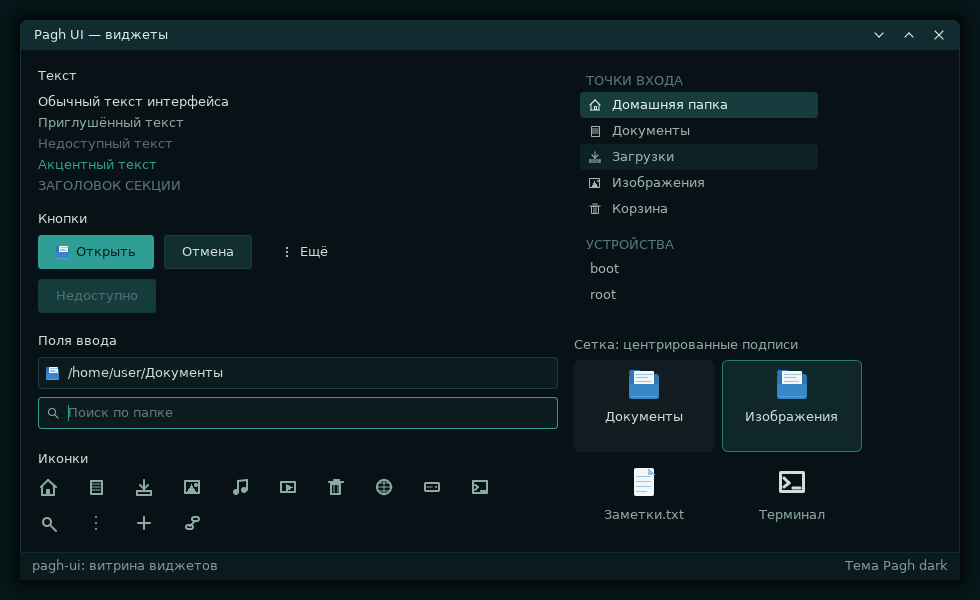 Pagh UI — виджеты
Текст
Обычный текст интерфейса
Приглушённый текст
Недоступный текст
Акцентный текст
ЗАГОЛОВОК СЕКЦИИ
Кнопки
Открыть
Отмена
Ещё
Недоступно
Поля ввода
/home/user/Документы
Поиск по папке
Иконки
ТОЧКИ ВХОДА
Домашняя папка
Документы
Загрузки
Изображения
Корзина
УСТРОЙСТВА
boot
root
Сетка: центрированные подписи
Документы
Изображения
Заметки.txt
Терминал
pagh-ui: витрина виджетов
Тема Pagh dark